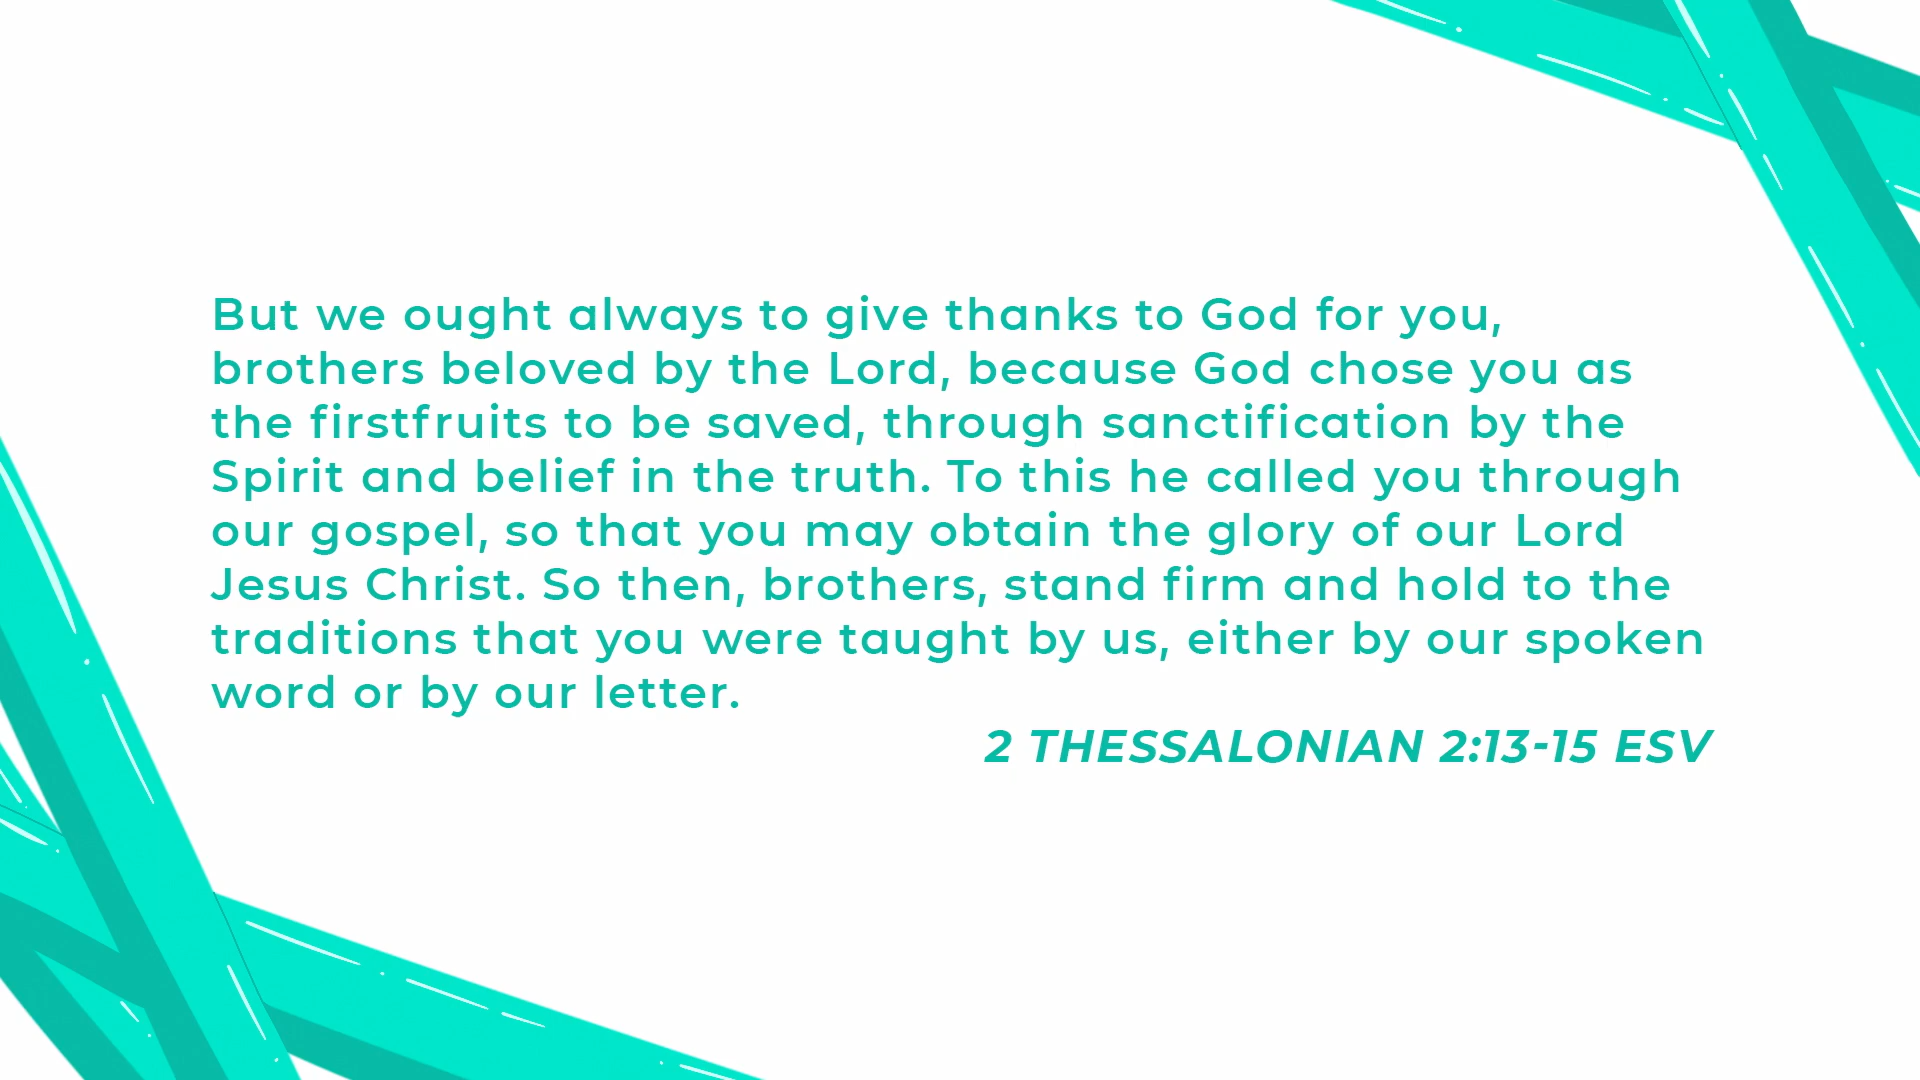 But we ought always to give thanks to God for you,
brothers beloved by the Lord, because God chose you as
the firstfruits to be saved, through sanctification by the
Spirit and belief in the truth. To this he called you through
our gospel, so that you may obtain the glory of our Lord
Jesus Christ. So then, brothers, stand firm and hold to the
traditions that you were taught by us, either by our spoken
word or by our letter.
2 THESSALONIAN 2:13-15 ESV